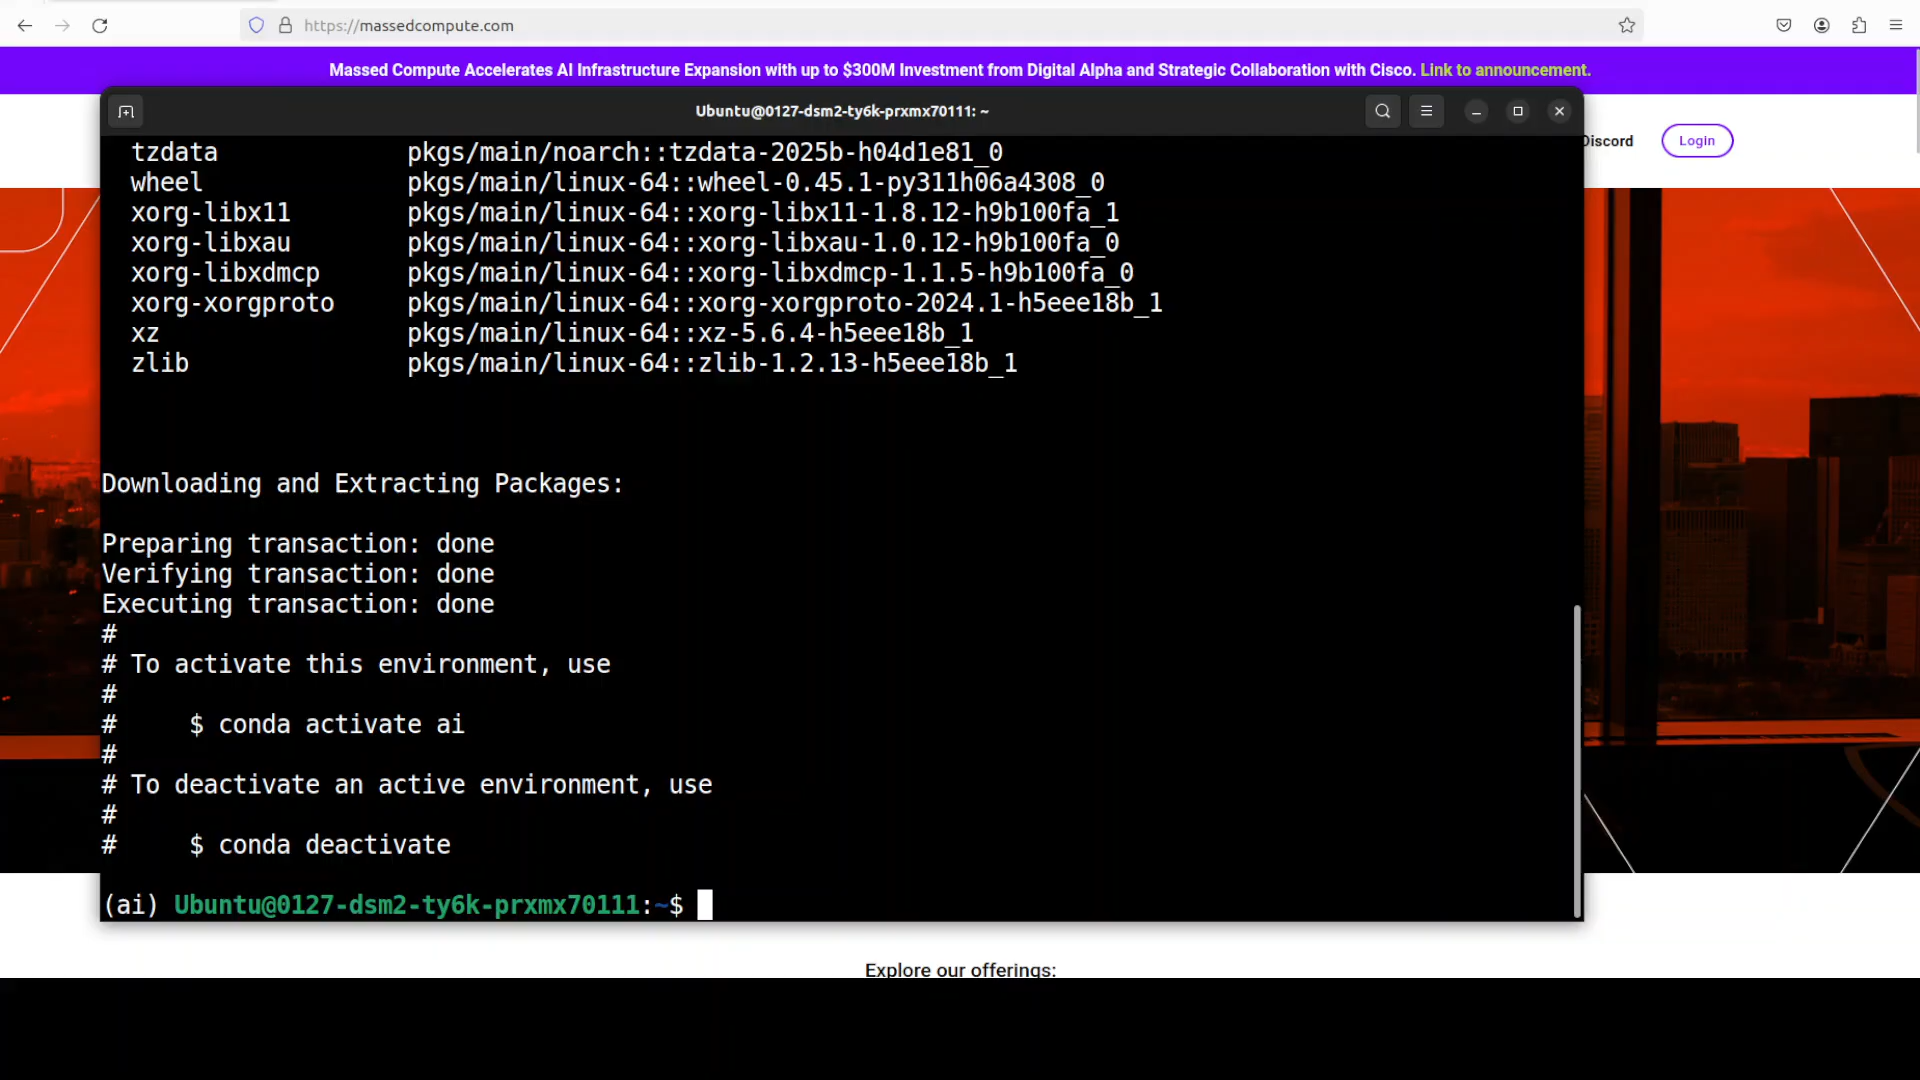 https://massedcompute.com
Massed Compute Accelerates AI Infrastructure Expansion with up to $300M Investment from Digital Alpha and Strategic Collaboration with Cisco. Link to announcement.
Ubuntu@0127-dsm2-ty6k-prxmx70111: ~
Discord
Login
tzdata pkgs/main/noarch::tzdata-2025b-h04d1e81_0
wheel pkgs/main/linux-64::wheel-0.45.1-py311h06a4308_0
xorg-libx11 pkgs/main/linux-64::xorg-libx11-1.8.12-h9b100fa_1
xorg-libxau pkgs/main/linux-64::xorg-libxau-1.0.12-h9b100fa_0
xorg-libxdmcp pkgs/main/linux-64::xorg-libxdmcp-1.1.5-h9b100fa_0
xorg-xorgproto pkgs/main/linux-64::xorg-xorgproto-2024.1-h5eee18b_1
xz pkgs/main/linux-64::xz-5.6.4-h5eee18b_1
zlib pkgs/main/linux-64::zlib-1.2.13-h5eee18b_1
Downloading and Extracting Packages:
Preparing transaction: done
Verifying transaction: done
Executing transaction: done
#
# To activate this environment, use
#
# $ conda activate ai
#
# To deactivate an active environment, use
#
# $ conda deactivate
(ai) Ubuntu@0127-dsm2-ty6k-prxmx70111:~$
Explore our offerings: